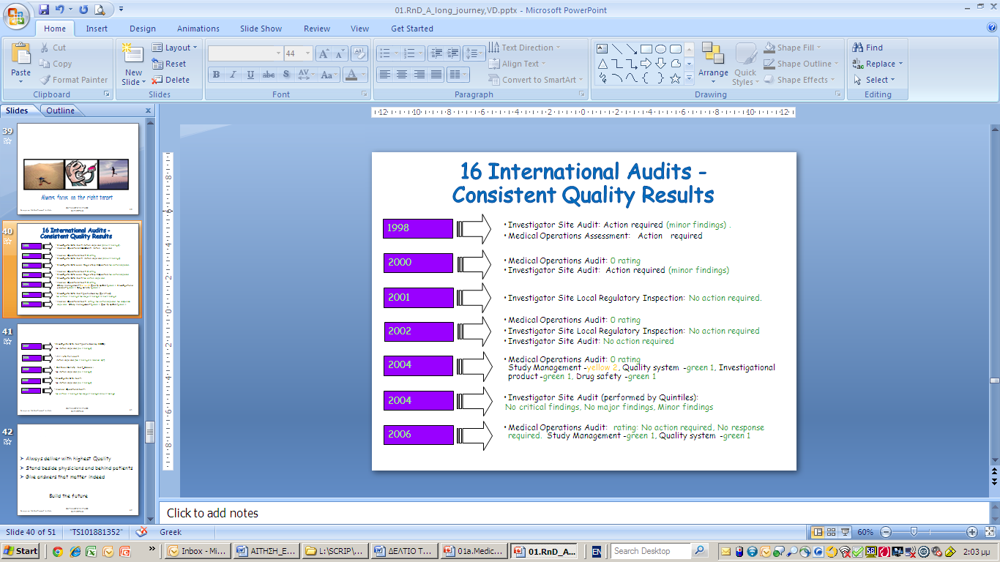 01.RnD_A_long_journey,VD.pptx - Microsoft PowerPoint
Home Insert Design Animations Slide Show Review View Get Started
Paste
Cut
Copy
Format Painter
Clipboard
New Slide
Layout
Reset
Delete
Slides
44
B I U abe S AV Aa A
Font
Text Direction
Align Text
Convert to SmartArt
Paragraph
Arrange
Quick Styles
Shape Fill
Shape Outline
Shape Effects
Drawing
Find
Replace
Select
Editing
Slides Outline
39
Always focus on the right target
40
16 International Audits -
Consistent Quality Results
41
42
Always deliver with highest Quality
Stand beside physicians and behind patients
Give answers that matter indeed
Build the future
12 10 8 6 4 2 0 2 4 6 8 10 12
8 6 4 2 0 2 4 6 8
16 International Audits -
Consistent Quality Results
1998
•Investigator Site Audit: Action required (minor findings) .
•Medical Operations Assessment: Action required
2000
•Medical Operations Audit: 0 rating
•Investigator Site Audit: Action required (minor findings)
2001
•Investigator Site Local Regulatory Inspection: No action required.
2002
•Medical Operations Audit: 0 rating
•Investigator Site Local Regulatory Inspection: No action required
•Investigator Site Audit: No action required
2004
•Medical Operations Audit: 0 rating
Study Management -yellow 2, Quality system -green 1, Investigational
product -green 1, Drug safety -green 1
2004
•Investigator Site Audit (performed by Quintiles):
No critical findings, No major findings, Minor findings
2006
•Medical Operations Audit: rating: No action required, No response
required. Study Management -green 1, Quality system -green 1
Click to add notes
Slide 40 of 51 "TS101881352" Greek 60%
Start Inbox - Mi... ΑΙΤΗΣΗ_Ε... L:\SCRIP\... ΔΕΛΤΙΟ Τ... 01a.Medic... 01.RnD_A... EN Search Desktop 2:03 μμ